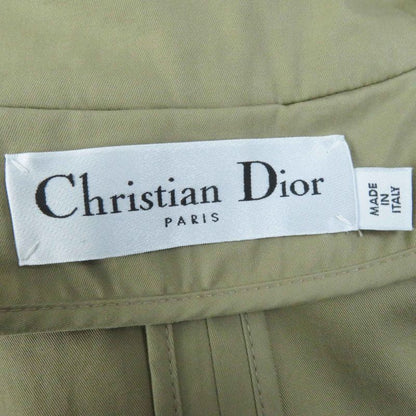 Christian Dior
PARIS
MADE
IN
ITALY